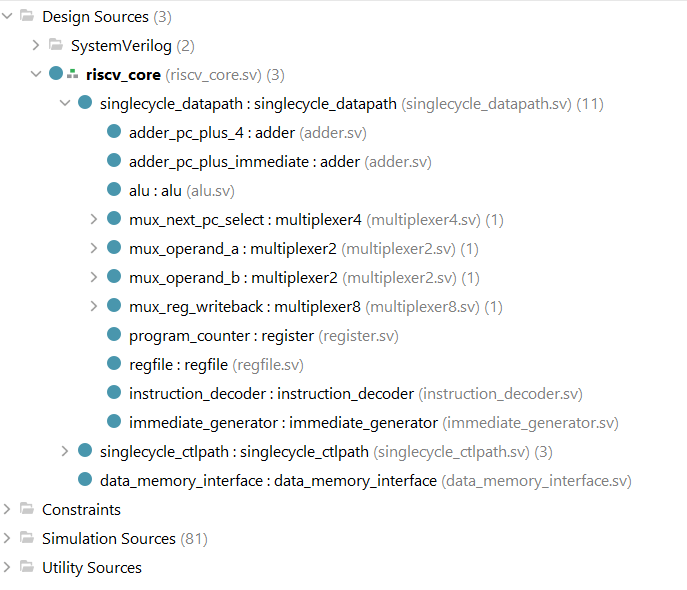 Design Sources (3)
SystemVerilog (2)
riscv_core (riscv_core.sv) (3)
singlecycle_datapath : singlecycle_datapath (singlecycle_datapath.sv) (11)
adder_pc_plus_4 : adder (adder.sv)
adder_pc_plus_immediate : adder (adder.sv)
alu : alu (alu.sv)
mux_next_pc_select : multiplexer4 (multiplexer4.sv) (1)
mux_operand_a : multiplexer2 (multiplexer2.sv) (1)
mux_operand_b : multiplexer2 (multiplexer2.sv) (1)
mux_reg_writeback : multiplexer8 (multiplexer8.sv) (1)
program_counter : register (register.sv)
regfile : regfile (regfile.sv)
instruction_decoder : instruction_decoder (instruction_decoder.sv)
immediate_generator : immediate_generator (immediate_generator.sv)
singlecycle_ctlpath : singlecycle_ctlpath (singlecycle_ctlpath.sv) (3)
data_memory_interface : data_memory_interface (data_memory_interface.sv)
Constraints
Simulation Sources (81)
Utility Sources